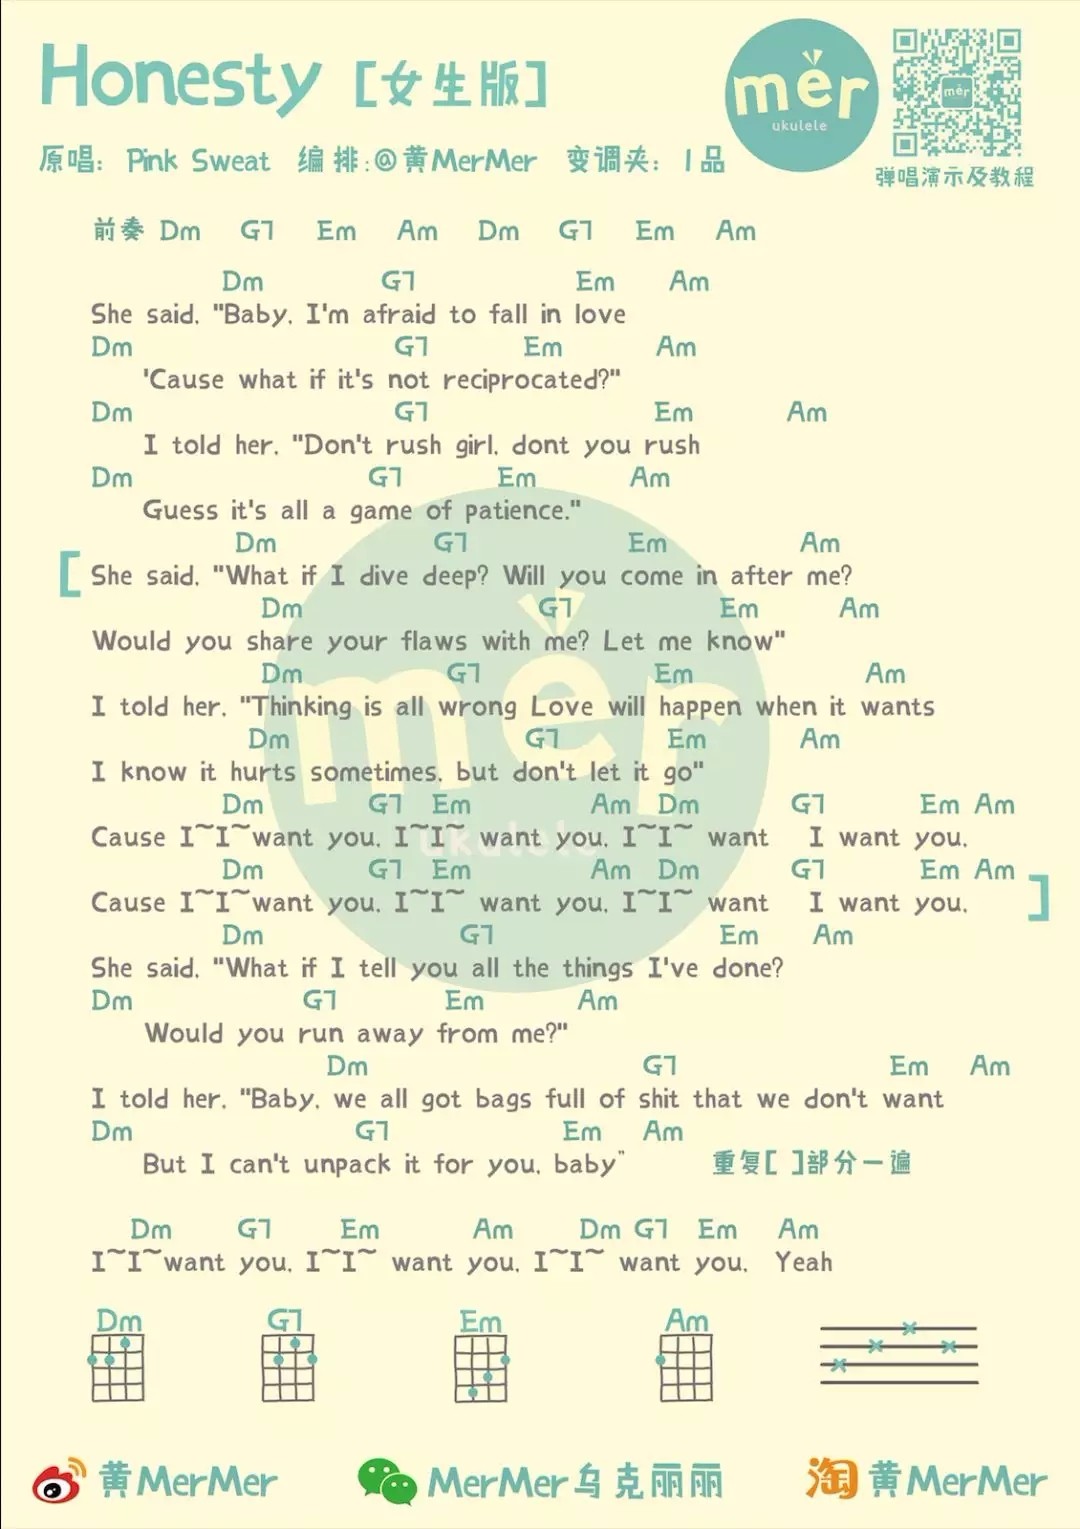 Honesty [女生版]
mer
ukulele
mer
原唱: Pink Sweat 编排:@黄MerMer 变调夹: 1品
弹唱演示及教程
前奏 Dm G7 Em Am Dm G7 Em Am
Dm G7 Em Am
She said, "Baby, I'm afraid to fall in love
Dm G7 Em Am
'Cause what if it's not reciprocated?"
Dm G7 Em Am
I told her, "Don't rush girl, dont you rush
Dm G7 Em Am
Guess it's all a game of patience."
Dm G7 Em Am
[ She said, "What if I dive deep? Will you come in after me?
Dm G7 Em Am
Would you share your flaws with me? Let me know"
Dm G7 Em Am
I told her, "Thinking is all wrong Love will happen when it wants
Dm G7 Em Am
I know it hurts sometimes, but don't let it go"
Dm G7 Em Am Dm G7 Em Am
Cause I~I~want you, I~I~ want you, I~I~ want I want you,
Dm G7 Em Am Dm G7 Em Am
Cause I~I~want you, I~I~ want you, I~I~ want I want you, ]
Dm G7 Em Am
She said, "What if I tell you all the things I've done?
Dm G7 Em Am
Would you run away from me?"
Dm G7 Em Am
I told her, "Baby, we all got bags full of shit that we don't want
Dm G7 Em Am
But I can't unpack it for you, baby" 重复[ ]部分一遍
Dm G7 Em Am Dm G7 Em Am
I~I~want you, I~I~ want you, I~I~ want you, Yeah
Dm G7 Em Am
mer
ukulele
黄MerMer MerMer乌克丽丽 淘 黄MerMer